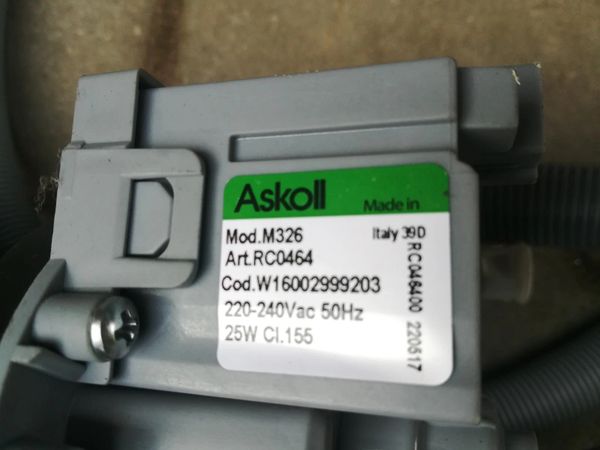 Askoll
Made in
Italy 39D
Mod.M326
Art.RC0464
Cod.W16002999203
220-240Vac 50Hz
25W Cl.155
RC046400 220517